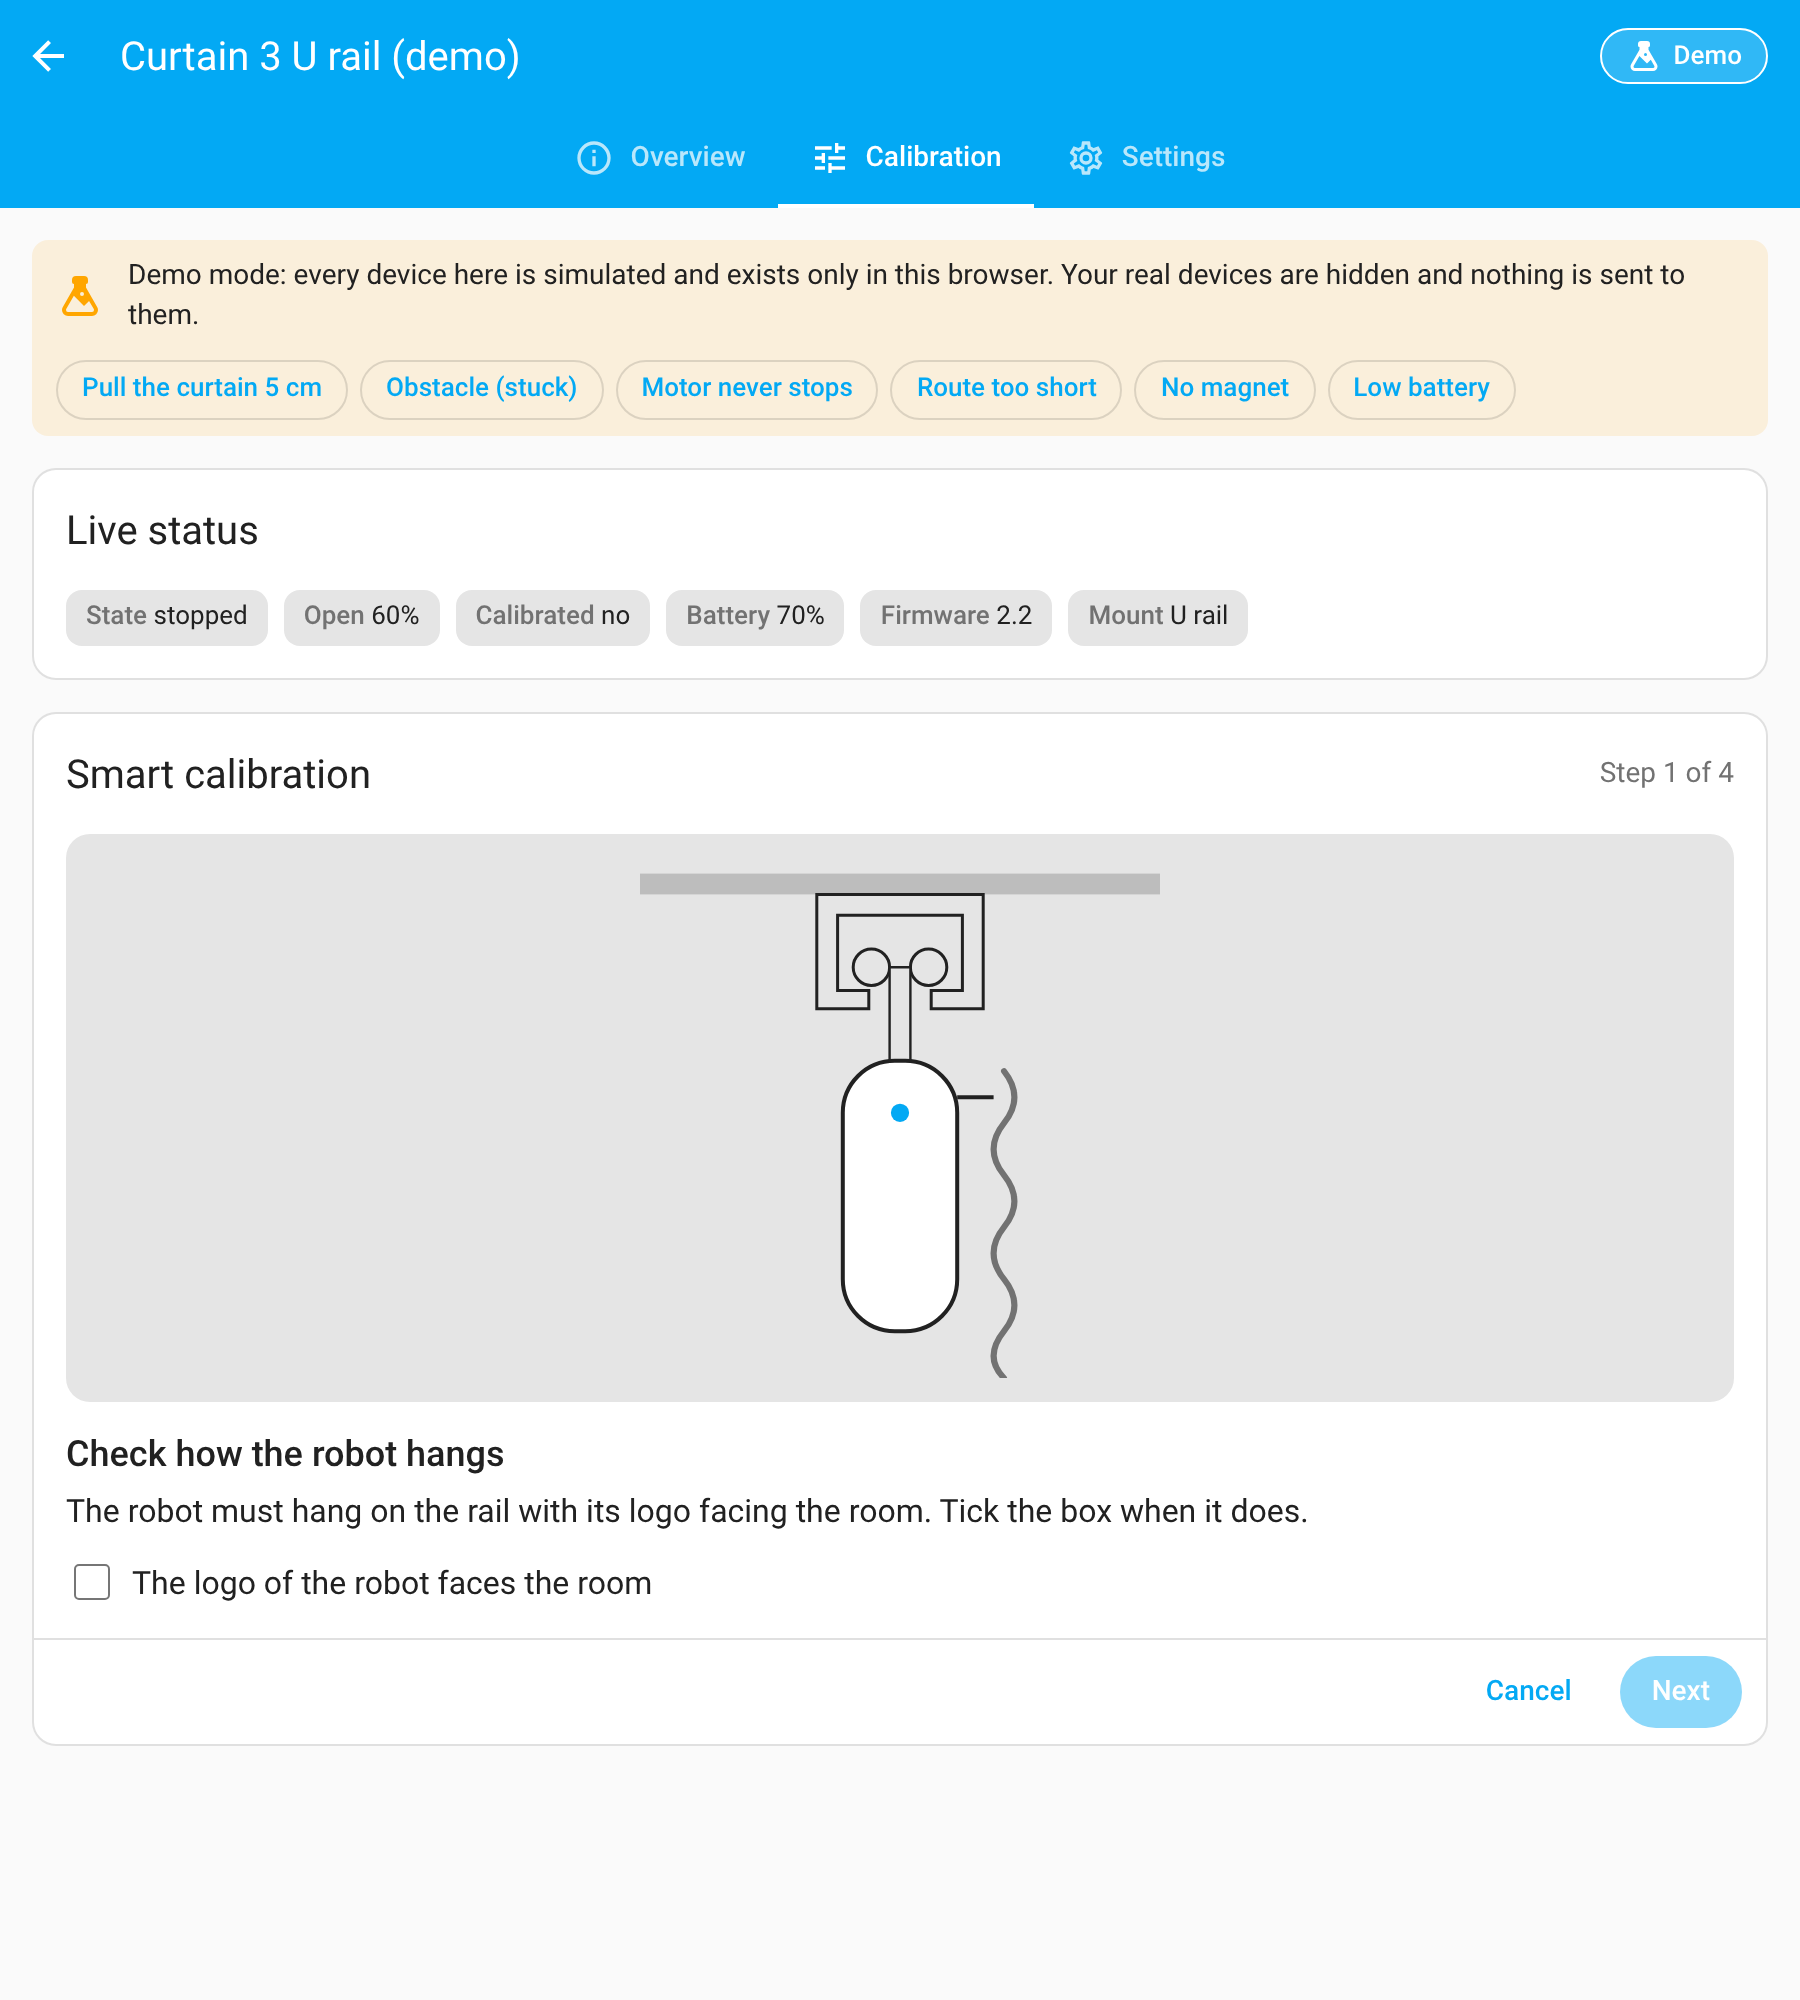 Curtain 3 U rail (demo)
Demo
Overview
Calibration
Settings
Demo mode: every device here is simulated and exists only in this browser. Your real devices are hidden and nothing is sent to
them.
Pull the curtain 5 cm
Obstacle (stuck)
Motor never stops
Route too short
No magnet
Low battery
Live status
State stopped
Open 60%
Calibrated no
Battery 70%
Firmware 2.2
Mount U rail
Smart calibration
Step 1 of 4
Check how the robot hangs
The robot must hang on the rail with its logo facing the room. Tick the box when it does.
The logo of the robot faces the room
Cancel
Next